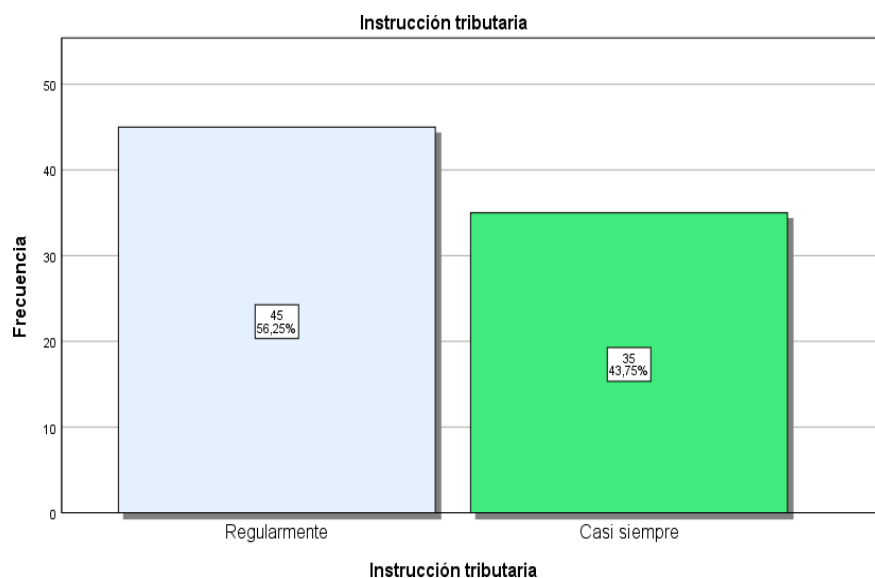 Instrucción tributaria
Frecuencia
50
40
30
20
10
0
45
56,25%
35
43,75%
Regularmente
Casi siempre
Instrucción tributaria